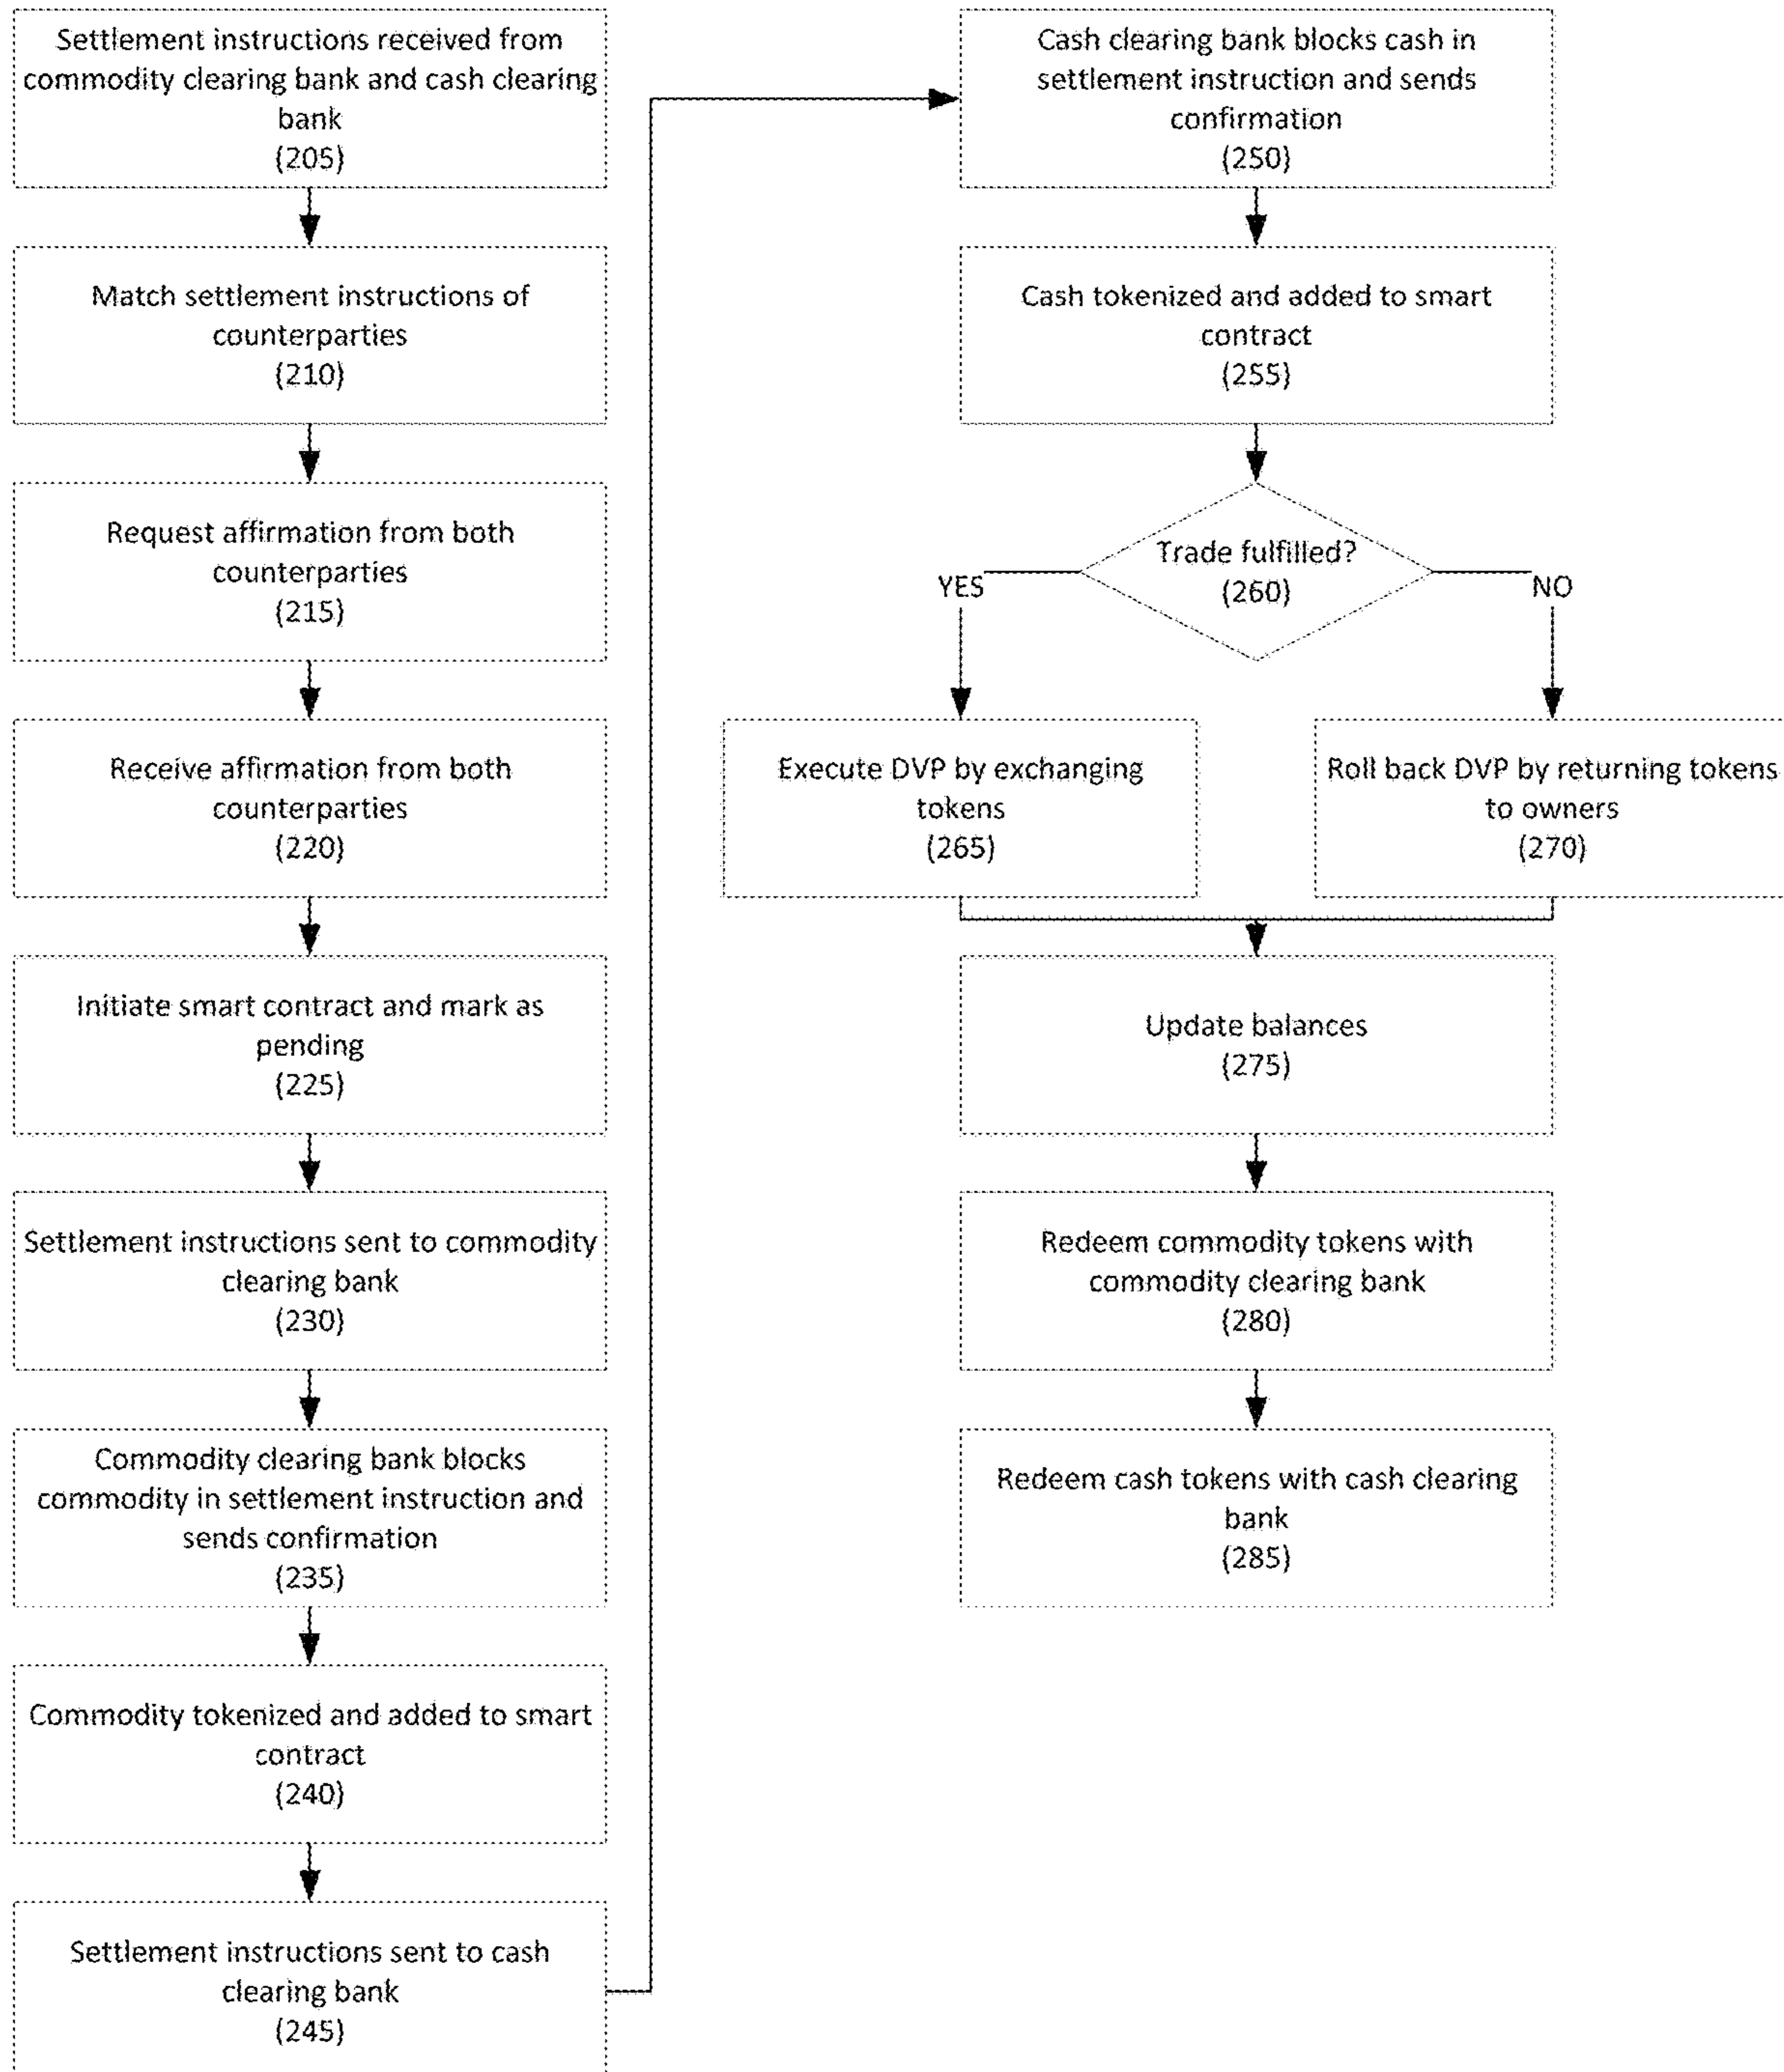 Settlement instructions received from
commodity clearing bank and cash clearing
bank
(205)
Match settlement instructions of
counterparties
(210)
Request affirmation from both
counterparties
(215)
Receive affirmation from both
counterparties
(220)
Initiate smart contract and mark as
pending
(225)
Settlement instructions sent to commodity
clearing bank
(230)
Commodity clearing bank blocks
commodity in settlement instruction and
sends confirmation
(235)
Commodity tokenized and added to smart
contract
(240)
Settlement instructions sent to cash
clearing bank
(245)
Cash clearing bank blocks cash in
settlement instruction and sends
confirmation
(250)
Cash tokenized and added to smart
contract
(255)
Trade fulfilled?
(260)
YES
NO
Execute DVP by exchanging
tokens
(265)
Roll back DVP by returning tokens
to owners
(270)
Update balances
(275)
Redeem commodity tokens with
commodity clearing bank
(280)
Redeem cash tokens with cash clearing
bank
(285)